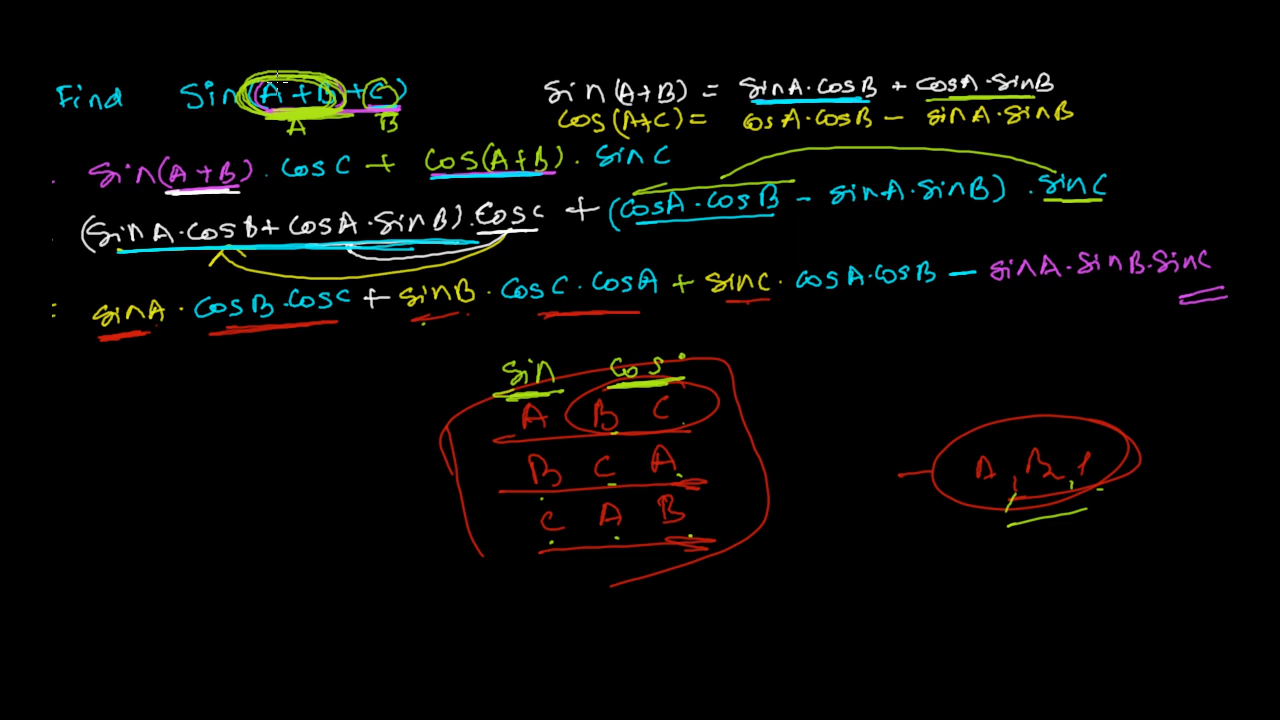 Find Sin(A+B+C) Sin(A+B) = SinA·CosB + CosA·SinB
A B Cos(A+C)= CosA·CosB − SinA·SinB
Sin(A+B)·CosC + Cos(A+B)·SinC
(SinA·CosB+CosA·SinB)·CosC + (CosA·CosB − SinA·SinB)·SinC
= SinA·CosB·CosC + SinB·CosC·CosA + SinC·CosA·CosB − SinA·SinB·SinC
Sin Cos
A B C
B C A
C A B
A, B,